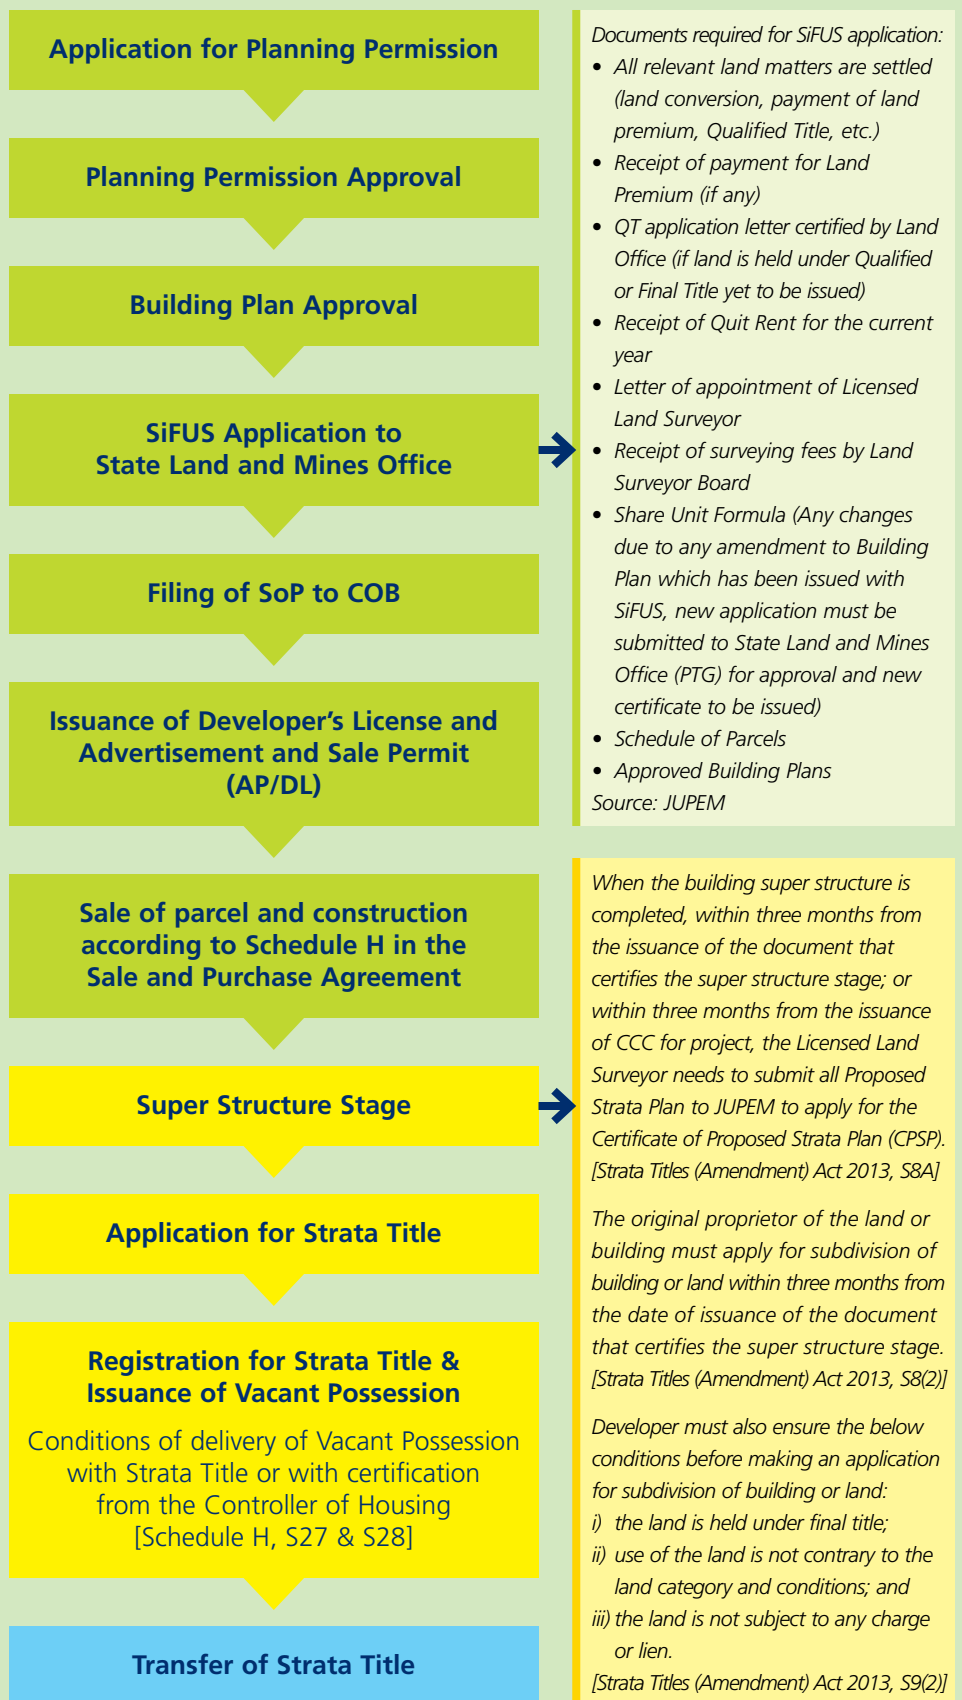 Application for Planning Permission
Planning Permission Approval
Building Plan Approval
SiFUS Application to
State Land and Mines Office
Filing of SoP to COB
Issuance of Developer’s License and
Advertisement and Sale Permit
(AP/DL)
Sale of parcel and construction
according to Schedule H in the
Sale and Purchase Agreement
Super Structure Stage
Application for Strata Title
Registration for Strata Title &
Issuance of Vacant Possession
Conditions of delivery of Vacant Possession
with Strata Title or with certification
from the Controller of Housing
[Schedule H, S27 & S28]
Transfer of Strata Title
Documents required for SiFUS application:
• All relevant land matters are settled
(land conversion, payment of land
premium, Qualified Title, etc.)
• Receipt of payment for Land
Premium (if any)
• QT application letter certified by Land
Office (if land is held under Qualified
or Final Title yet to be issued)
• Receipt of Quit Rent for the current
year
• Letter of appointment of Licensed
Land Surveyor
• Receipt of surveying fees by Land
Surveyor Board
• Share Unit Formula (Any changes
due to any amendment to Building
Plan which has been issued with
SiFUS, new application must be
submitted to State Land and Mines
Office (PTG) for approval and new
certificate to be issued)
• Schedule of Parcels
• Approved Building Plans
Source: JUPEM
When the building super structure is
completed, within three months from
the issuance of the document that
certifies the super structure stage; or
within three months from the issuance
of CCC for project, the Licensed Land
Surveyor needs to submit all Proposed
Strata Plan to JUPEM to apply for the
Certificate of Proposed Strata Plan (CPSP).
[Strata Titles (Amendment) Act 2013, S8A]
The original proprietor of the land or
building must apply for subdivision of
building or land within three months from
the date of issuance of the document
that certifies the super structure stage.
[Strata Titles (Amendment) Act 2013, S8(2)]
Developer must also ensure the below
conditions before making an application
for subdivision of building or land:
i) the land is held under final title;
ii) use of the land is not contrary to the
land category and conditions; and
iii) the land is not subject to any charge
or lien.
[Strata Titles (Amendment) Act 2013, S9(2)]